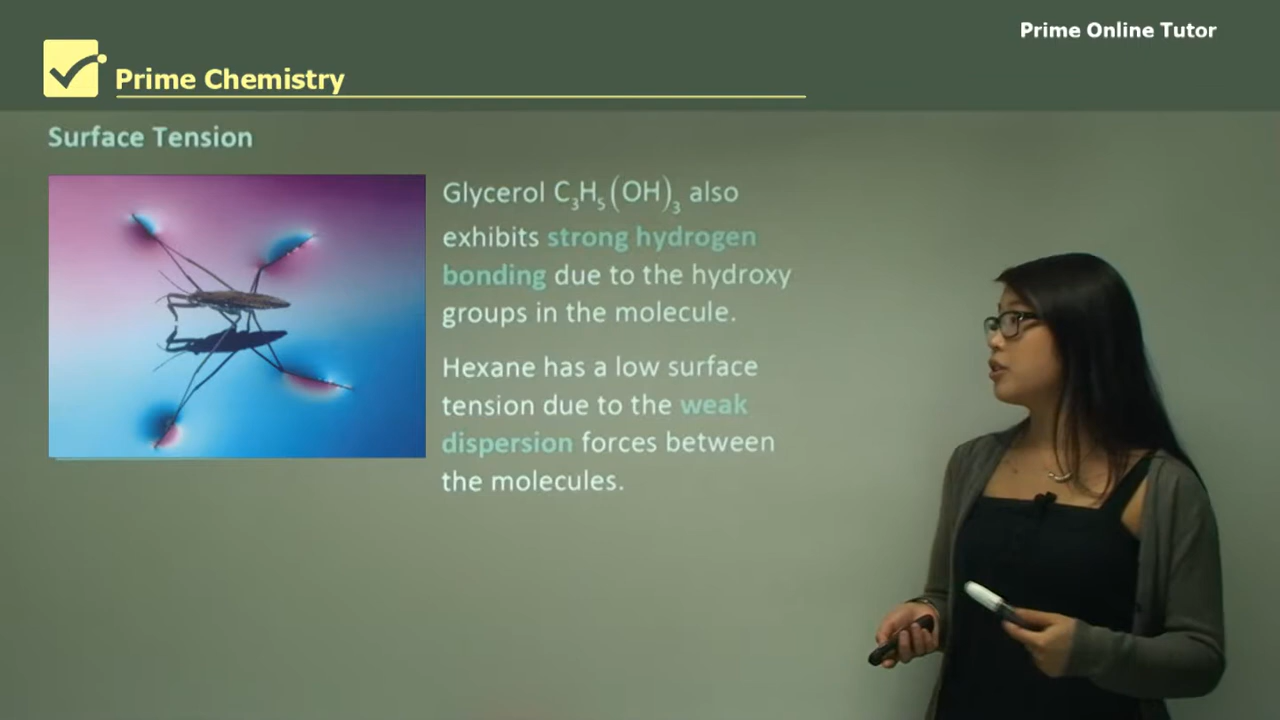 Prime Online Tutor
Prime Chemistry
Surface Tension
Glycerol C₃H₅(OH)₃ also
exhibits strong hydrogen
bonding due to the hydroxy
groups in the molecule.
Hexane has a low surface
tension due to the weak
dispersion forces between
the molecules.